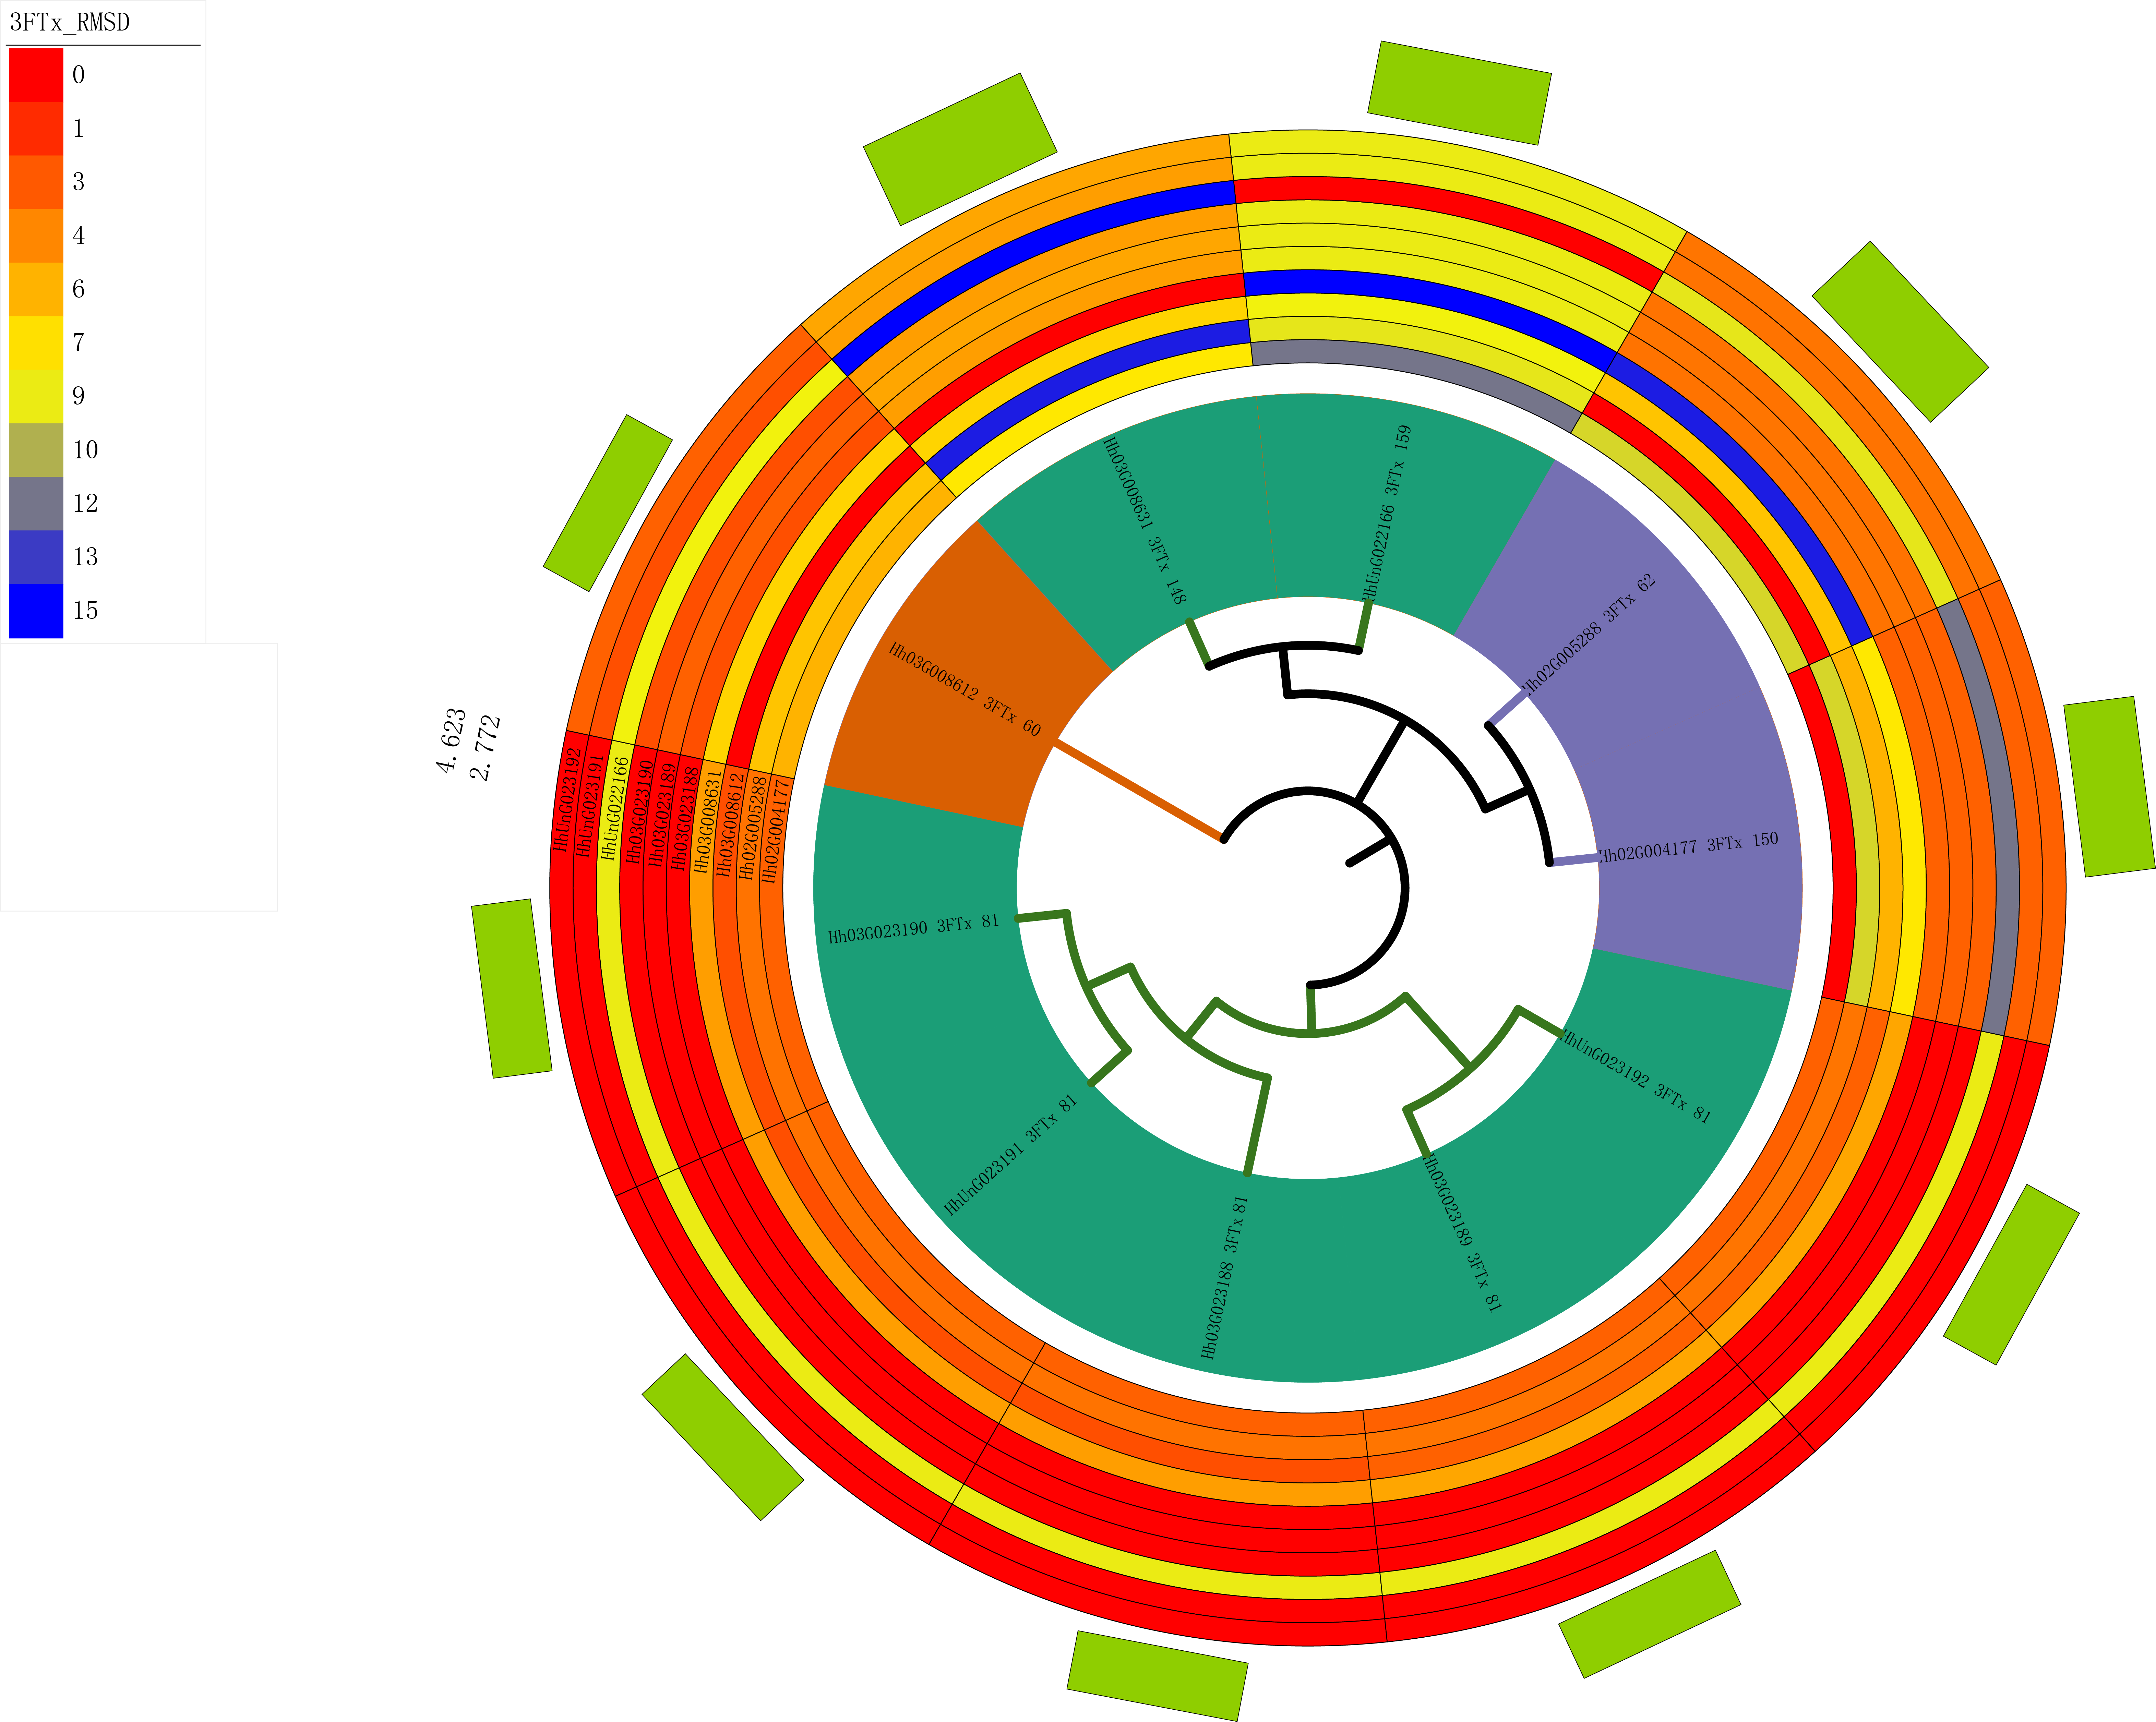 3FTx_RMSD
0
1
3
4
6
7
9
10
12
13
15
4.623
2.772
HhUnG023192
HhUnG023191
HhUnG022166
Hh03G023190
Hh03G023189
Hh03G023188
Hh03G008631
Hh03G008612
Hh02G005288
Hh02G004177
Hh03G008631 3FTx 148
HhUnG022166 3FTx 159
Hh02G005288 3FTx 62
Hh02G004177 3FTx 150
HhUnG023192 3FTx 81
Hh03G023189 3FTx 81
Hh03G023188 3FTx 81
HhUnG023191 3FTx 81
Hh03G023190 3FTx 81
Hh03G008612 3FTx 60